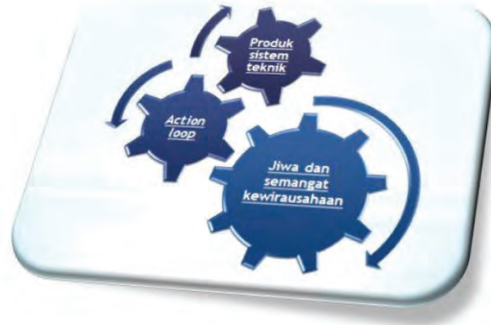 Produk
sistem
teknik
Action
loop
Jiwa dan
semangat
kewirausahaan